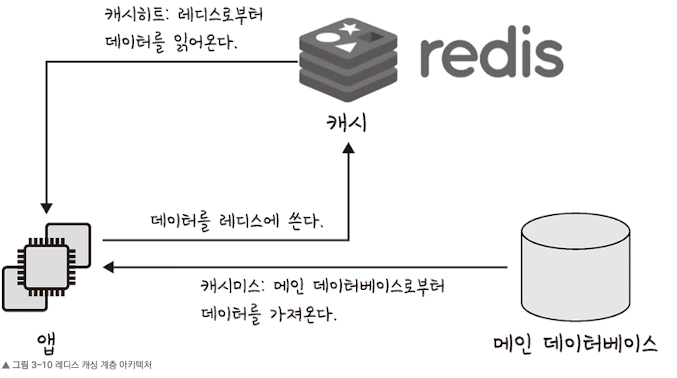 캐시히트: 레디스로부터
데이터를 읽어온다.
redis
캐시
데이터를 레디스에 쓴다.
캐시미스: 메인 데이터베이스로부터
데이터를 가져온다.
앱
메인 데이터베이스
▲ 그림 3-10 레디스 캐싱 계층 아키텍처